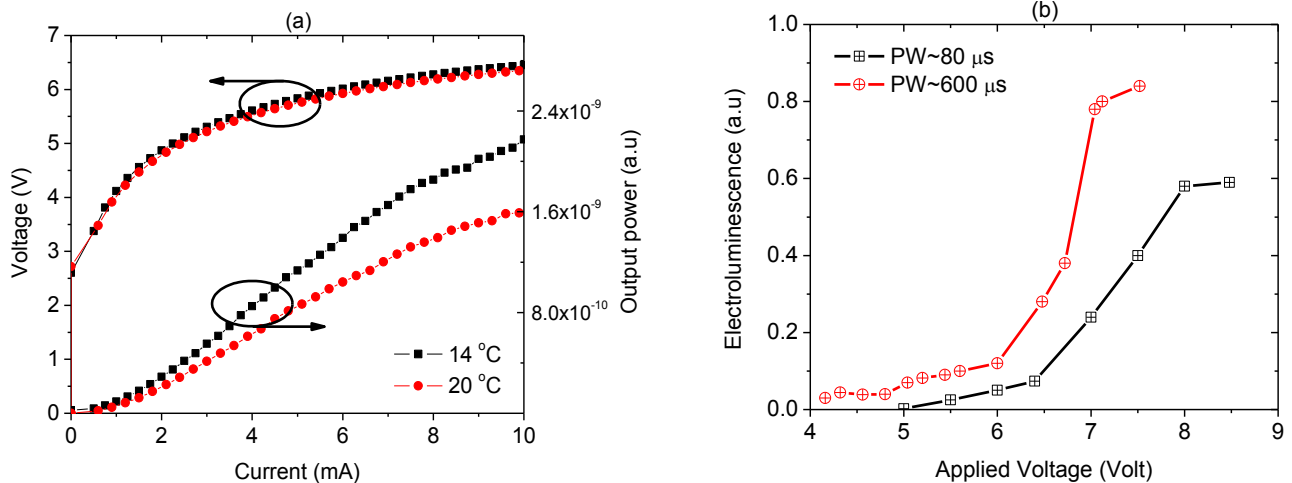 (a)
7
6
5
4
3
2
1
0
Voltage (V)
2.4x10⁻⁹
1.6x10⁻⁹
8.0x10⁻¹⁰
Output power (a.u)
14 °C
20 °C
0 2 4 6 8 10
Current (mA)
(b)
1.0
0.8
0.6
0.4
0.2
0.0
Electroluminescence (a.u)
PW~80 μs
PW~600 μs
4 5 6 7 8 9
Applied Voltage (Volt)